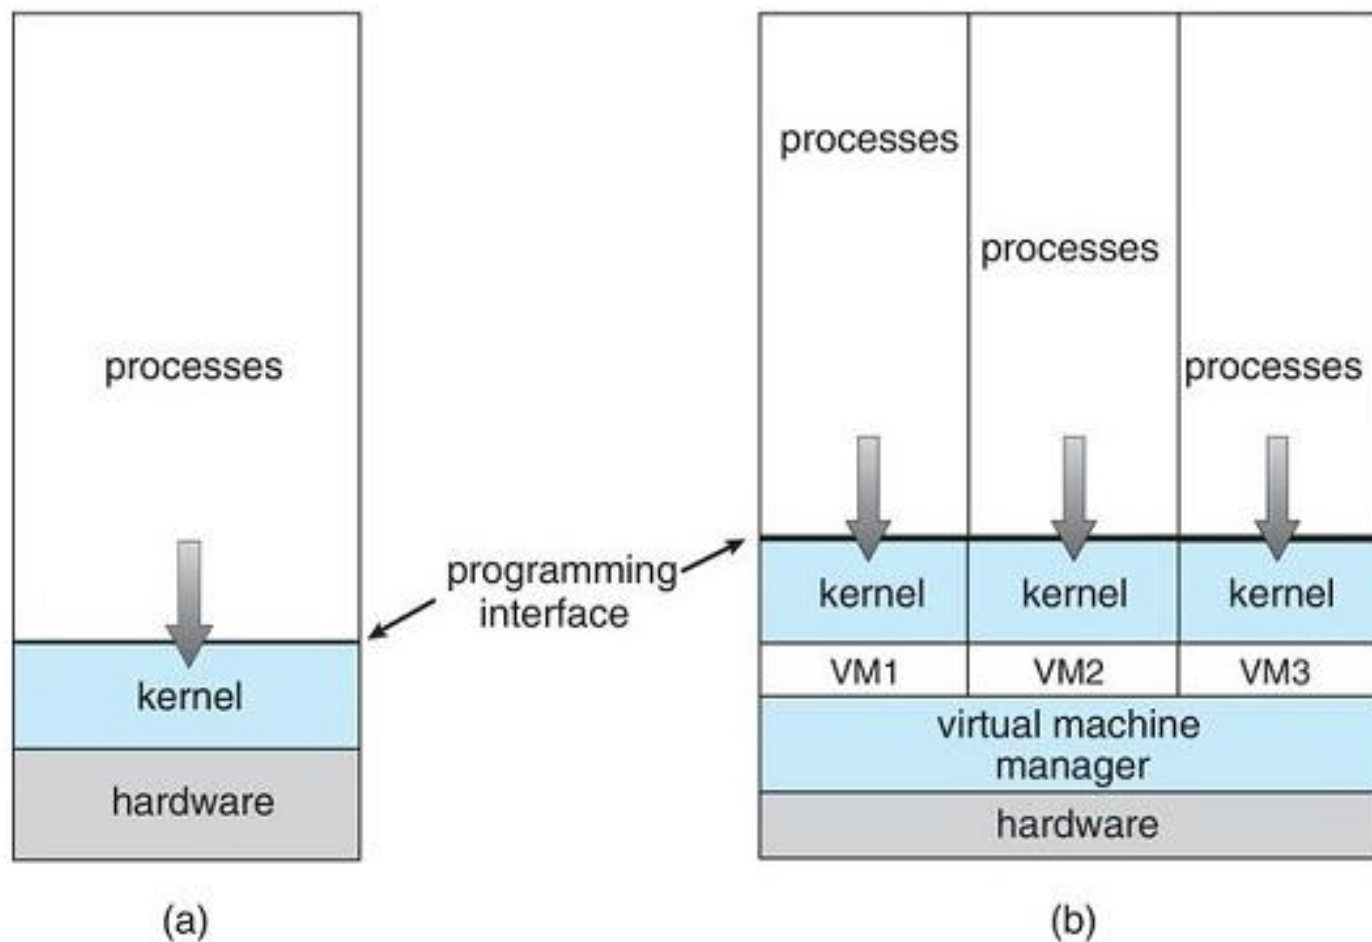 processes
kernel
hardware
(a)
programming
interface
processes
processes
processes
kernel
kernel
kernel
VM1
VM2
VM3
virtual machine
manager
hardware
(b)